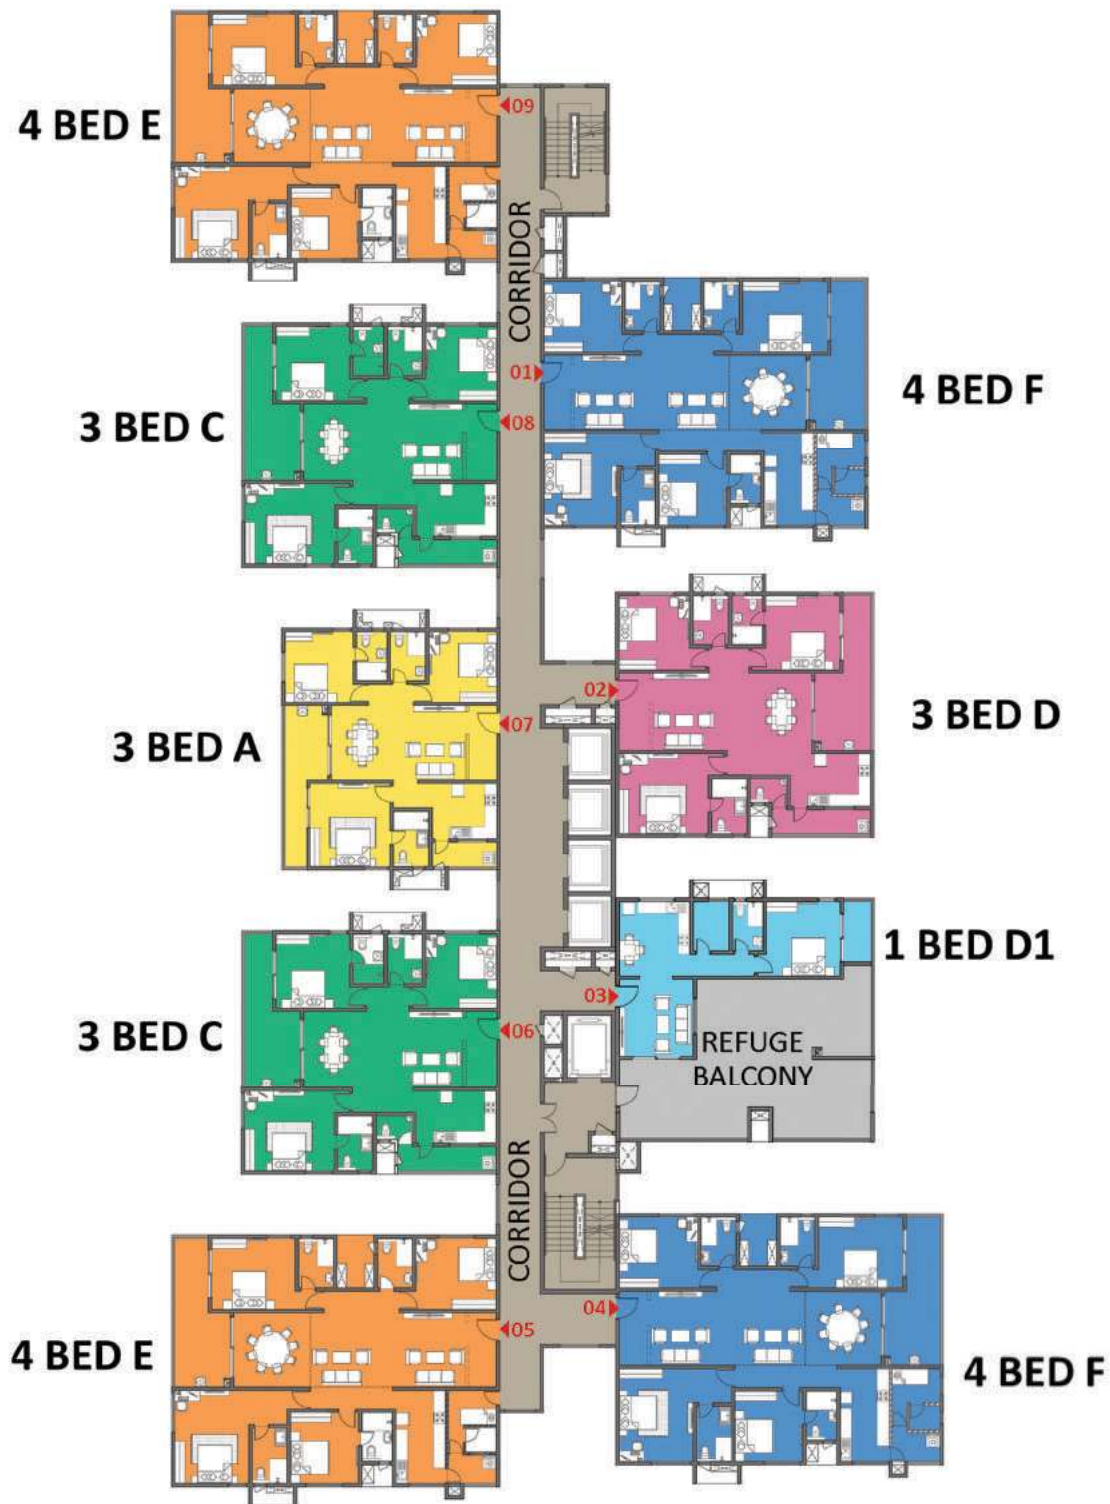 4 BED E
09
CORRIDOR
01
4 BED F
3 BED C
08
02
3 BED D
3 BED A
07
1 BED D1
03
3 BED C
06
REFUGE
BALCONY
CORRIDOR
04
4 BED E
05
4 BED F